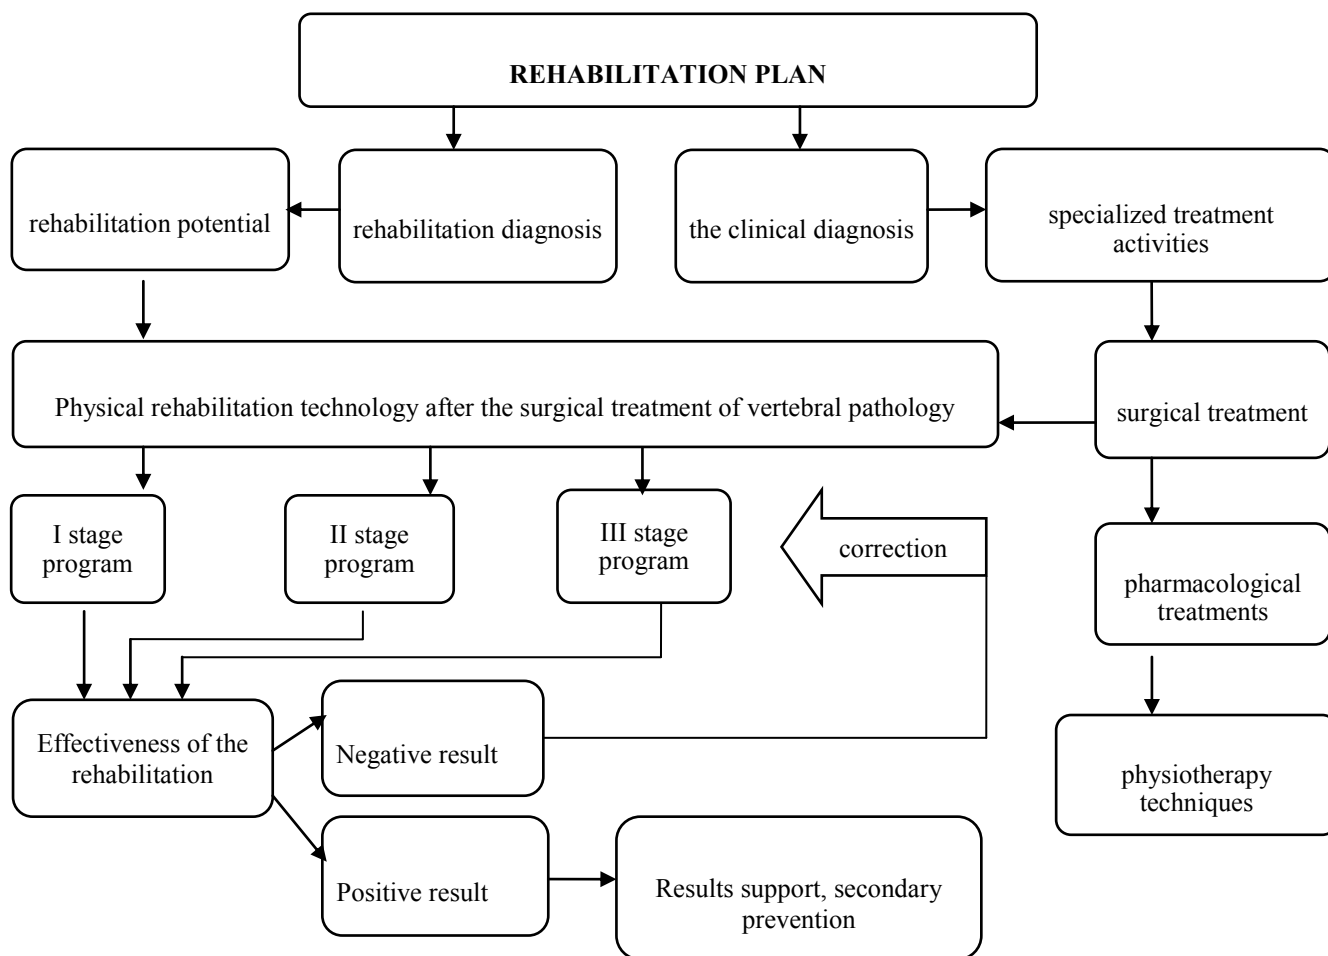 REHABILITATION PLAN
rehabilitation potential
rehabilitation diagnosis
the clinical diagnosis
specialized treatment
activities
Physical rehabilitation technology after the surgical treatment of vertebral pathology
surgical treatment
I stage
program
II stage
program
III stage
program
correction
pharmacological
treatments
Effectiveness of the
rehabilitation
Negative result
physiotherapy
techniques
Positive result
Results support, secondary
prevention